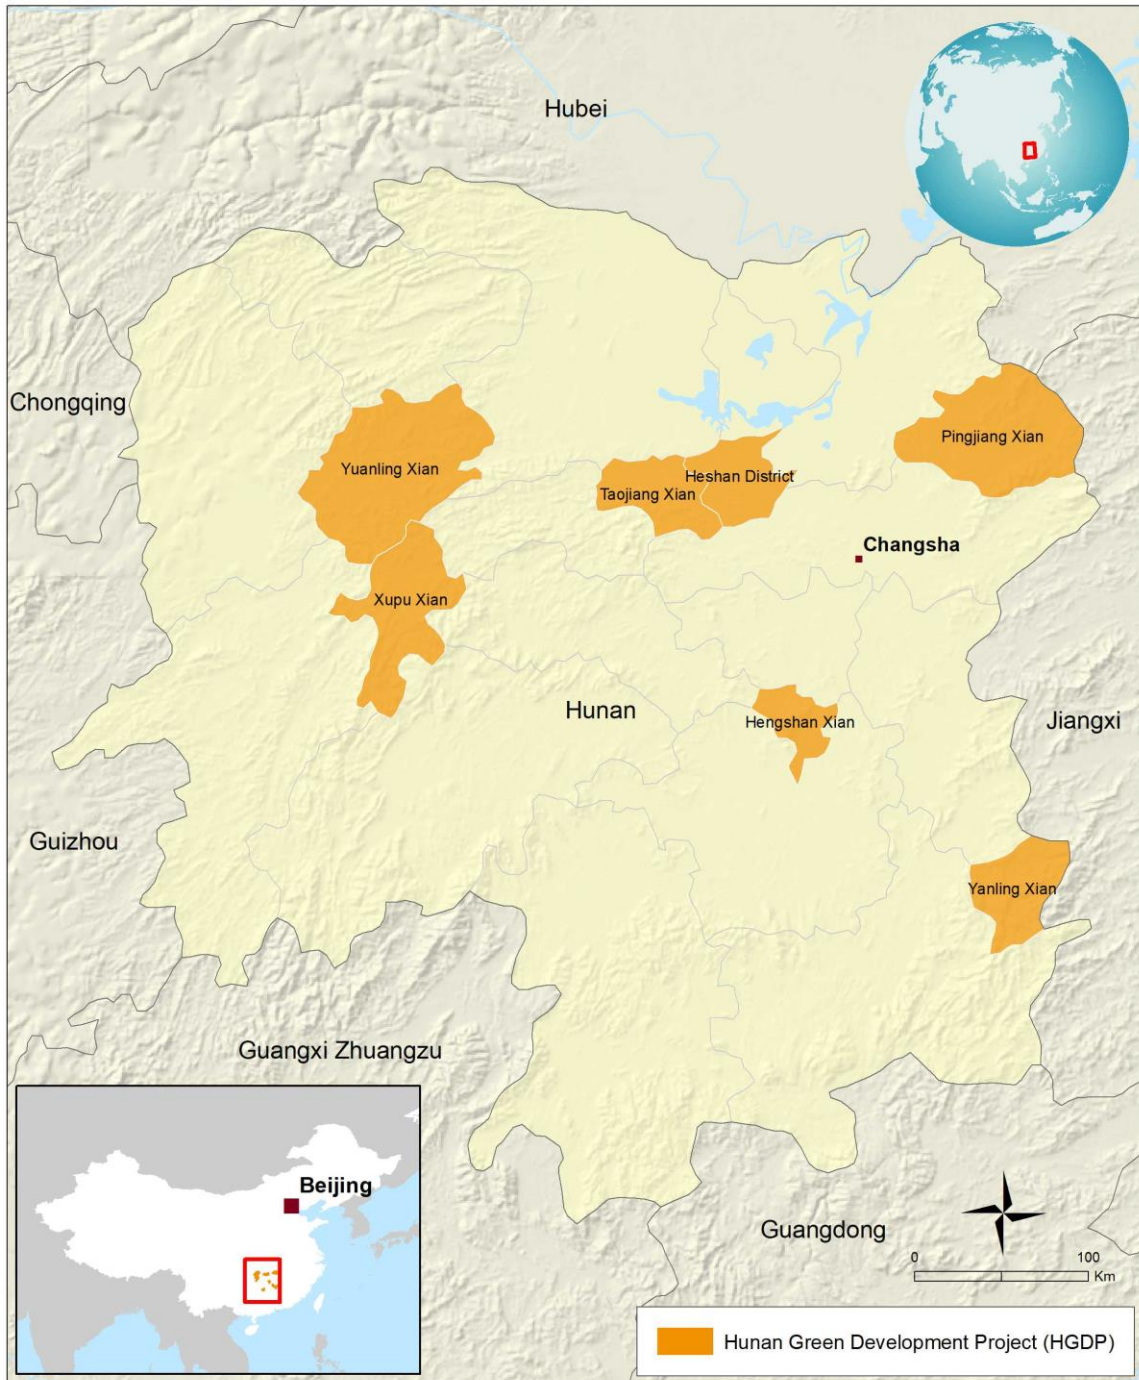 Hubei
Chongqing
Pingjiang Xian
Yuanling Xian
Heshan District
Taojiang Xian
Changsha
Xupu Xian
Hunan
Hengshan Xian
Jiangxi
Guizhou
Yanling Xian
Guangxi Zhuangzu
Beijing
Guangdong
0 100
Km
Hunan Green Development Project (HGDP)